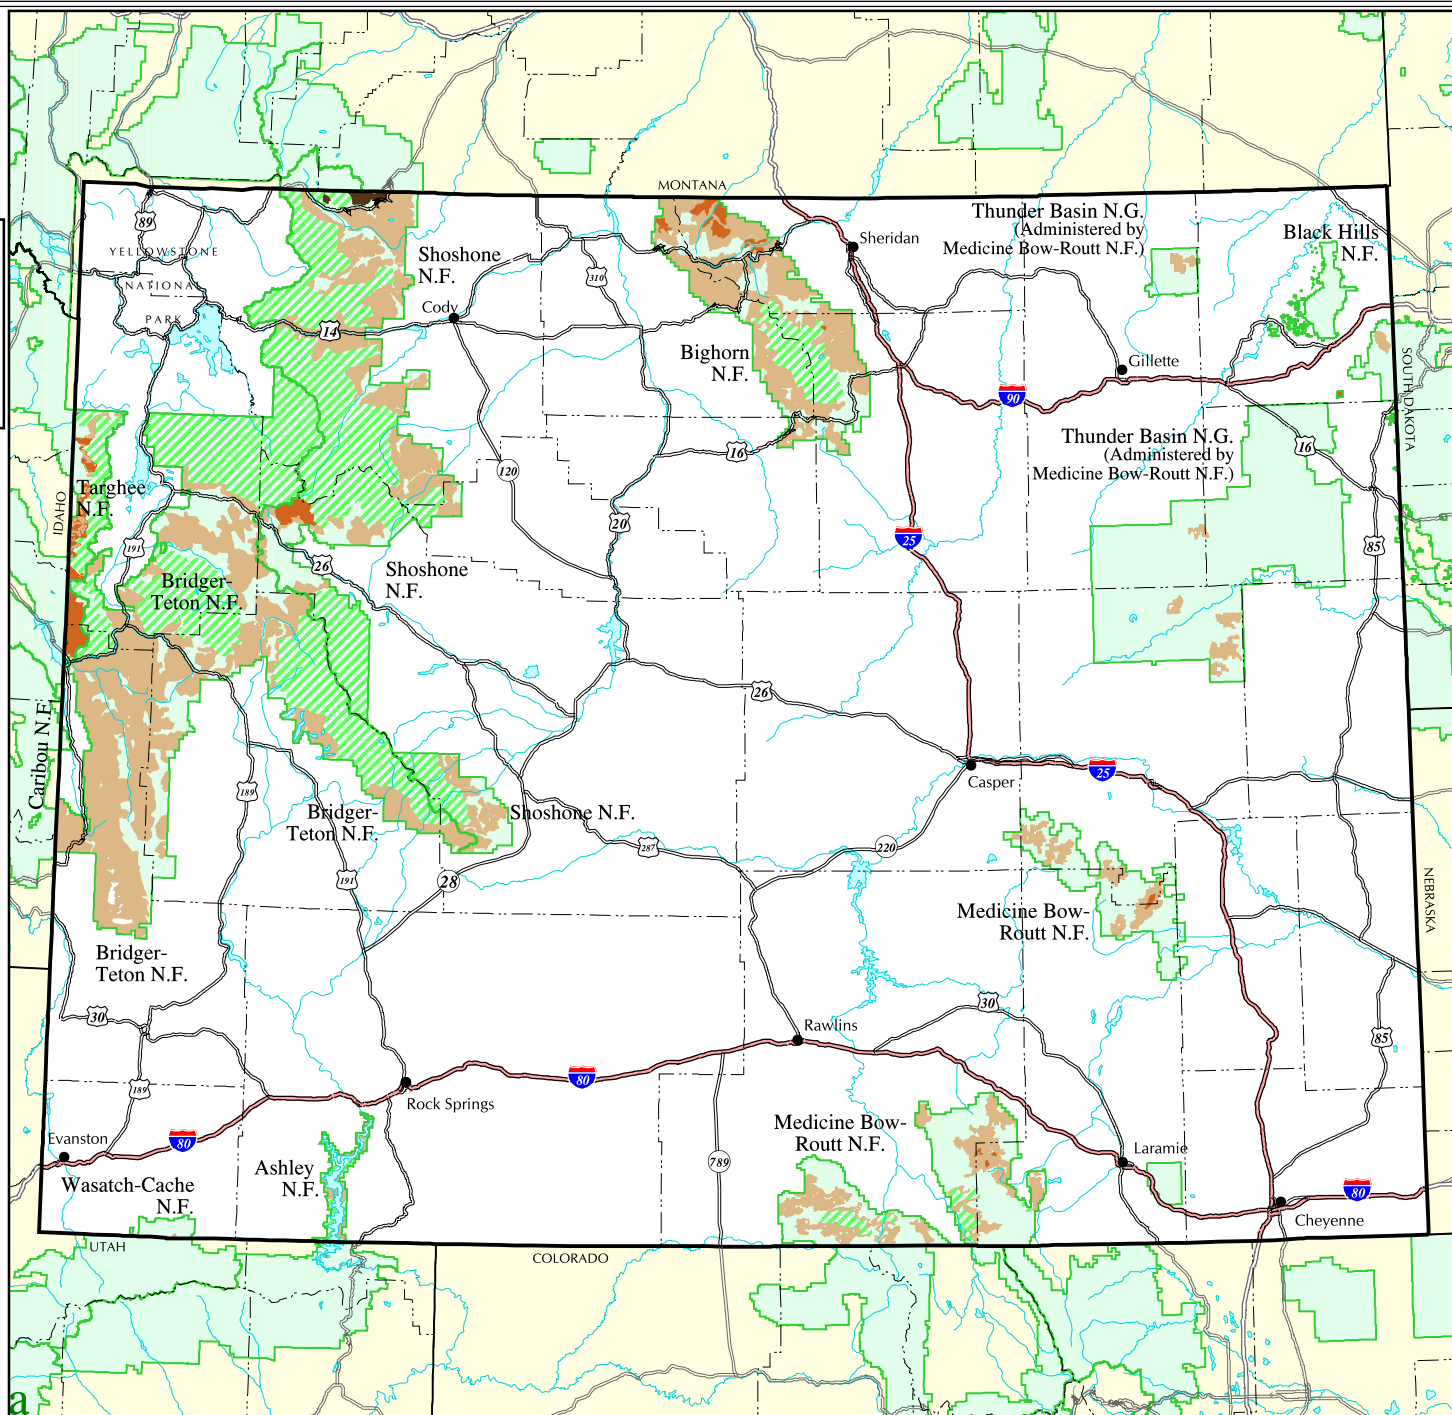 MONTANA
89
YELLOWSTONE
NATIONAL
PARK
Shoshone
N.F.
Cody
14
310
Sheridan
Thunder Basin N.G.
(Administered by
Medicine Bow-Routt N.F.)
Black Hills
N.F.
Bighorn
N.F.
Gillette
90
SOUTH DAKOTA
Thunder Basin N.G.
(Administered by
Medicine Bow-Routt N.F.)
16
16
120
IDAHO
Targhee
N.F.
20
191
26
25
85
Shoshone
N.F.
Bridger-
Teton N.F.
26
Caribou N.F.
189
Casper
25
Bridger-
Teton N.F.
Shoshone N.F.
287
220
191
28
NEBRASKA
Medicine Bow-
Routt N.F.
Bridger-
Teton N.F.
30
30
Rawlins
85
189
80
Rock Springs
Evanston
80
Medicine Bow-
Routt N.F.
789
Laramie
Ashley
N.F.
Wasatch-Cache
N.F.
80
Cheyenne
UTAH
COLORADO
a